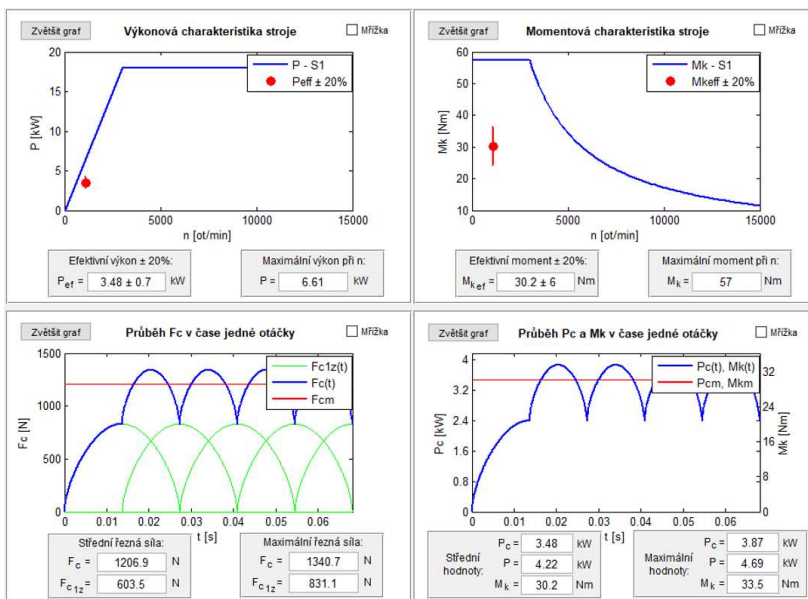 Zvětšit graf Výkonová charakteristika stroje Mřížka
P - S1
Peff ± 20%
P [kW]
20
15
10
5
0
0 5000 10000 15000
n [ot/min]
Efektivní výkon ± 20%:
Pef = 3.48 ± 0.7 kW
Maximální výkon při n:
P = 6.61 kW
Zvětšit graf Momentová charakteristika stroje Mřížka
Mk - S1
Mkeff ± 20%
Mk [Nm]
60
50
40
30
20
10
5000 10000 15000
n [ot/min]
Efektivní moment ± 20%:
Mk ef = 30.2 ± 6 Nm
Maximální moment při n:
Mk = 57 Nm
Zvětšit graf Průběh Fc v čase jedné otáčky Mřížka
Fc1z(t)
Fc(t)
Fcm
Fc [N]
1500
1000
500
0
0 0.01 0.02 0.03 0.04 0.05 0.06
t [s]
Střední řezná síla:
Fc = 1206.9 N
Fc1z = 603.5 N
Maximální řezná síla:
Fc = 1340.7 N
Fc1z = 831.1 N
Zvětšit graf Průběh Pc a Mk v čase jedné otáčky Mřížka
Pc(t), Mk(t)
Pcm, Mkm
Pc [kW]
4
3.2
2.4
1.6
0.8
0
Mk [Nm]
30
20
10
0
0 0.01 0.02 0.03 0.04 0.05 0.06
t [s]
Střední hodnoty:
Pc = 3.48 kW
P = 4.22 kW
Mk = 30.2 Nm
Maximální hodnoty:
Pc = 3.87 kW
P = 4.69 kW
Mk = 33.5 Nm